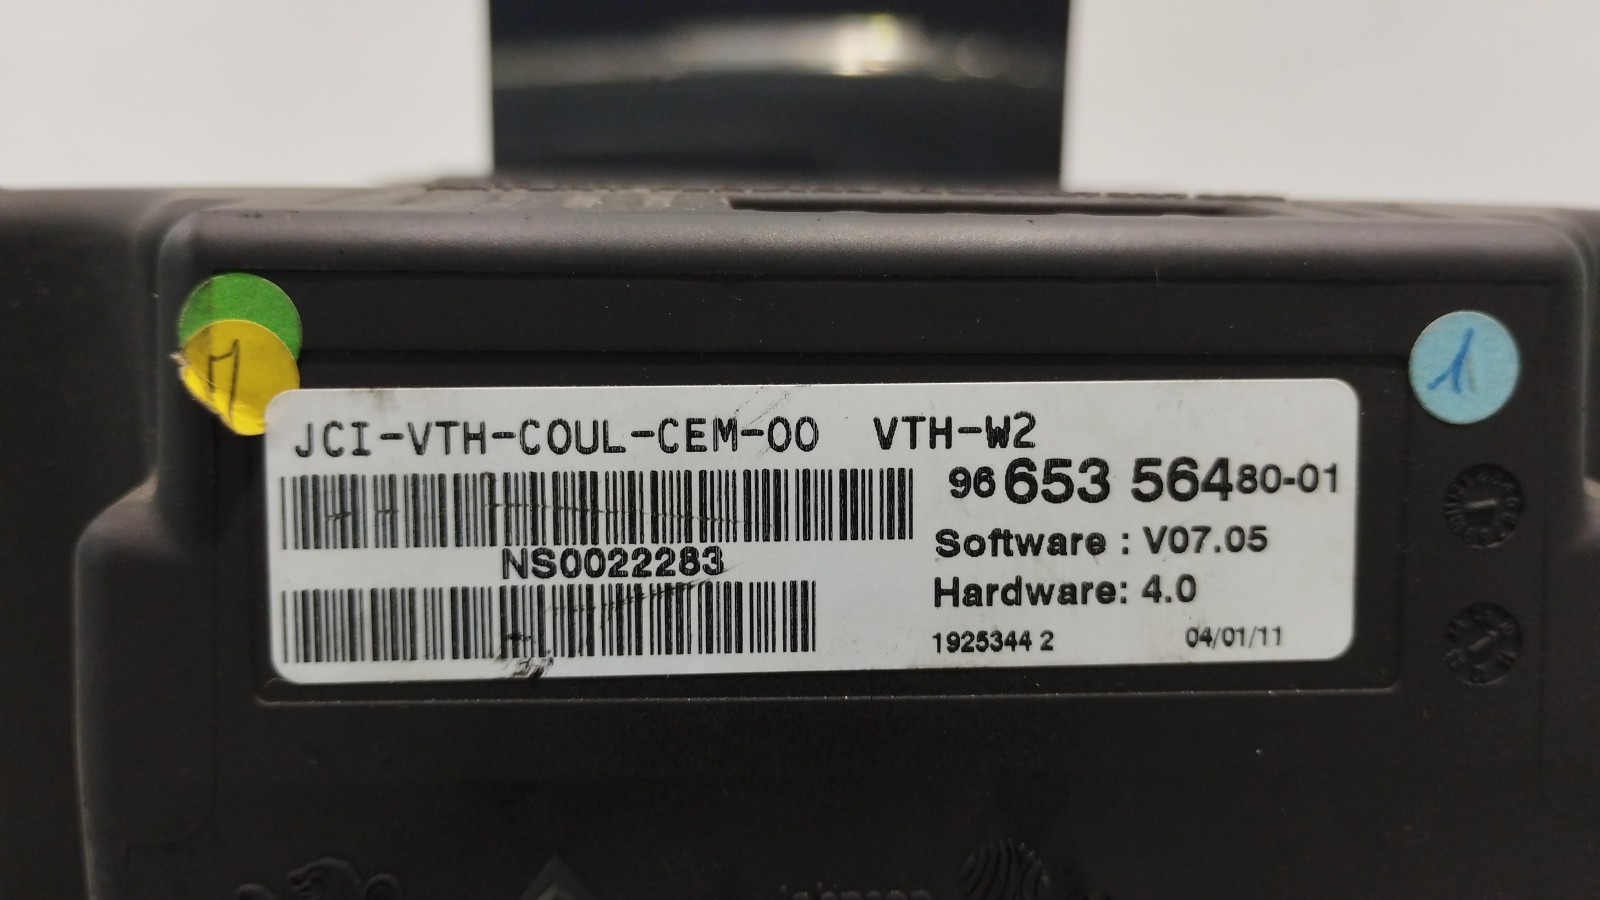 7
1
JCI-VTH-COUL-CEM-00 VTH-W2
96 653 564 80-01
NS0022283
Software : V07.05
Hardware: 4.0
1925344 2 04/01/11